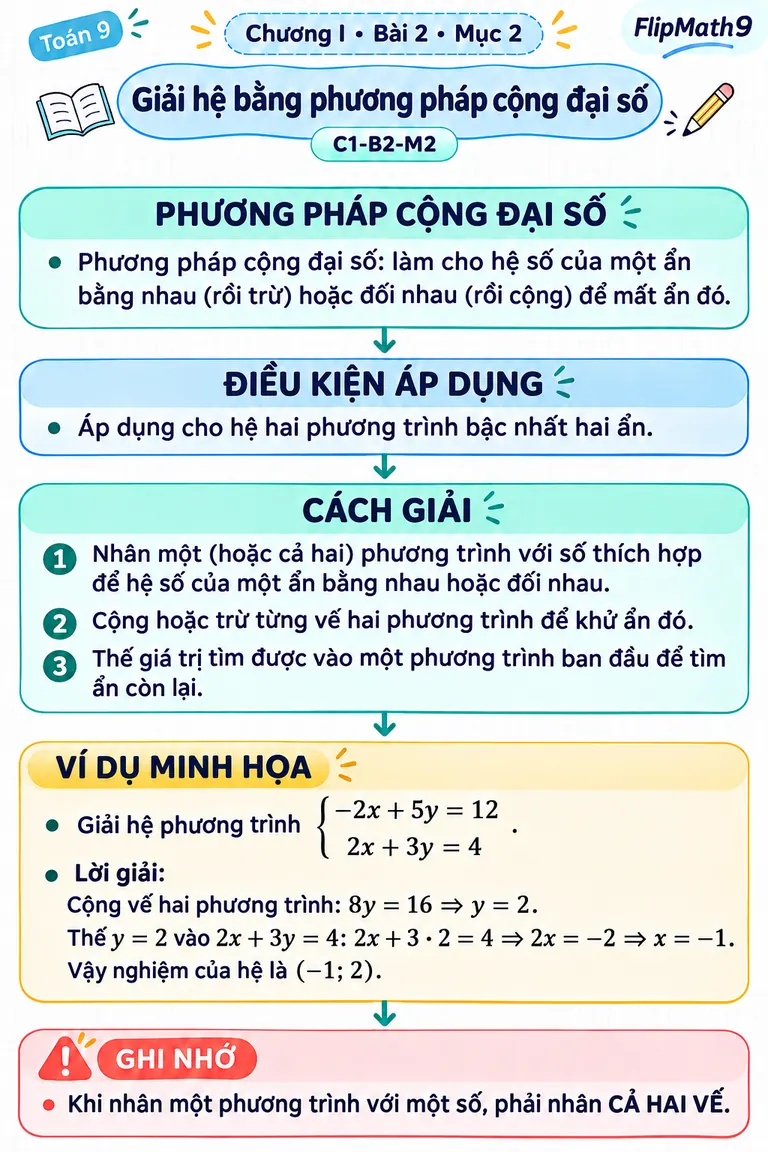 Toán 9
Chương I • Bài 2 • Mục 2
FlipMath9
Giải hệ bằng phương pháp cộng đại số
C1-B2-M2
PHƯƠNG PHÁP CỘNG ĐẠI SỐ
• Phương pháp cộng đại số: làm cho hệ số của một ẩn
bằng nhau (rồi trừ) hoặc đối nhau (rồi cộng) để mất ẩn đó.
ĐIỀU KIỆN ÁP DỤNG
• Áp dụng cho hệ hai phương trình bậc nhất hai ẩn.
CÁCH GIẢI
1 Nhân một (hoặc cả hai) phương trình với số thích hợp
để hệ số của một ẩn bằng nhau hoặc đối nhau.
2 Cộng hoặc trừ từng vế hai phương trình để khử ẩn đó.
3 Thế giá trị tìm được vào một phương trình ban đầu để tìm
ẩn còn lại.
VÍ DỤ MINH HỌA
• Giải hệ phương trình { −2x + 5y = 12
2x + 3y = 4 .
• Lời giải:
Cộng vế hai phương trình: 8y = 16 ⇒ y = 2.
Thế y = 2 vào 2x + 3y = 4: 2x + 3 · 2 = 4 ⇒ 2x = −2 ⇒ x = −1.
Vậy nghiệm của hệ là (−1; 2).
GHI NHỚ
• Khi nhân một phương trình với một số, phải nhân CẢ HAI VẾ.